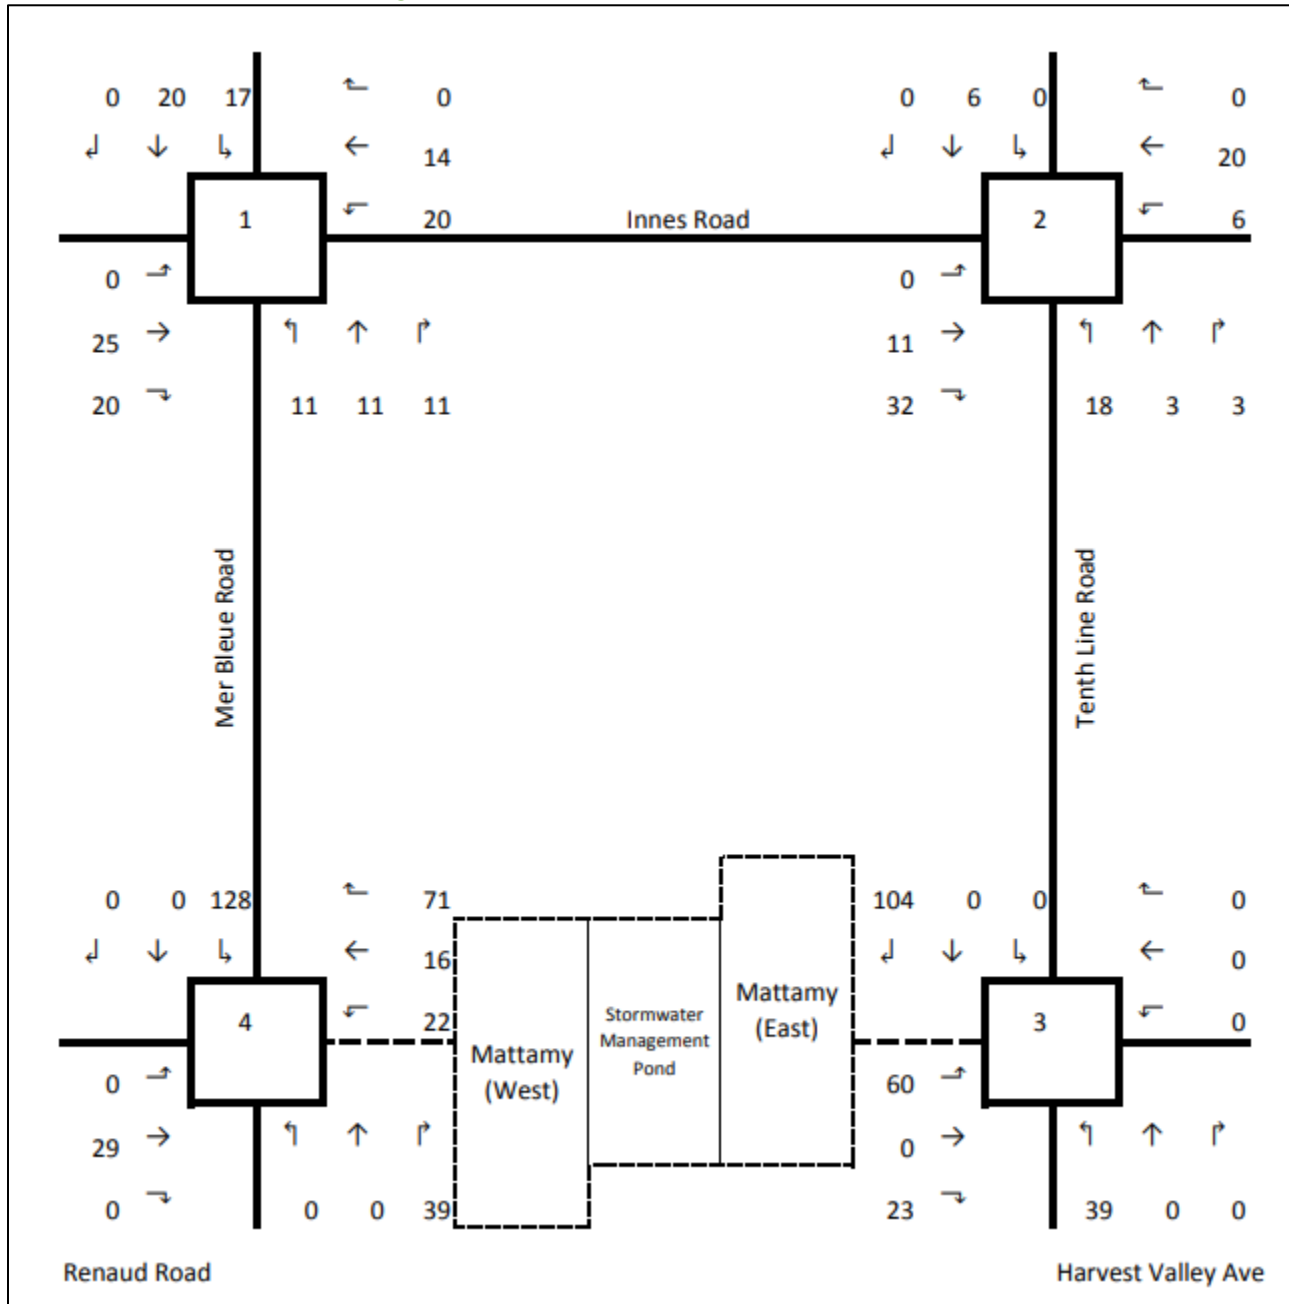 0 20 17 0
14
1 20
Innes Road
0 6 0 0
20
2 6
0
25
20 11 11 11
0
11
32 18 3 3
Mer Bleue Road
Tenth Line Road
0 0 128 71
16
4 22
0
29
0 0 0 39
Mattamy
(West)
Stormwater
Management
Pond
Mattamy
(East)
104 0 0 0
0
3 0
60
0
23 39 0 0
Renaud Road
Harvest Valley Ave